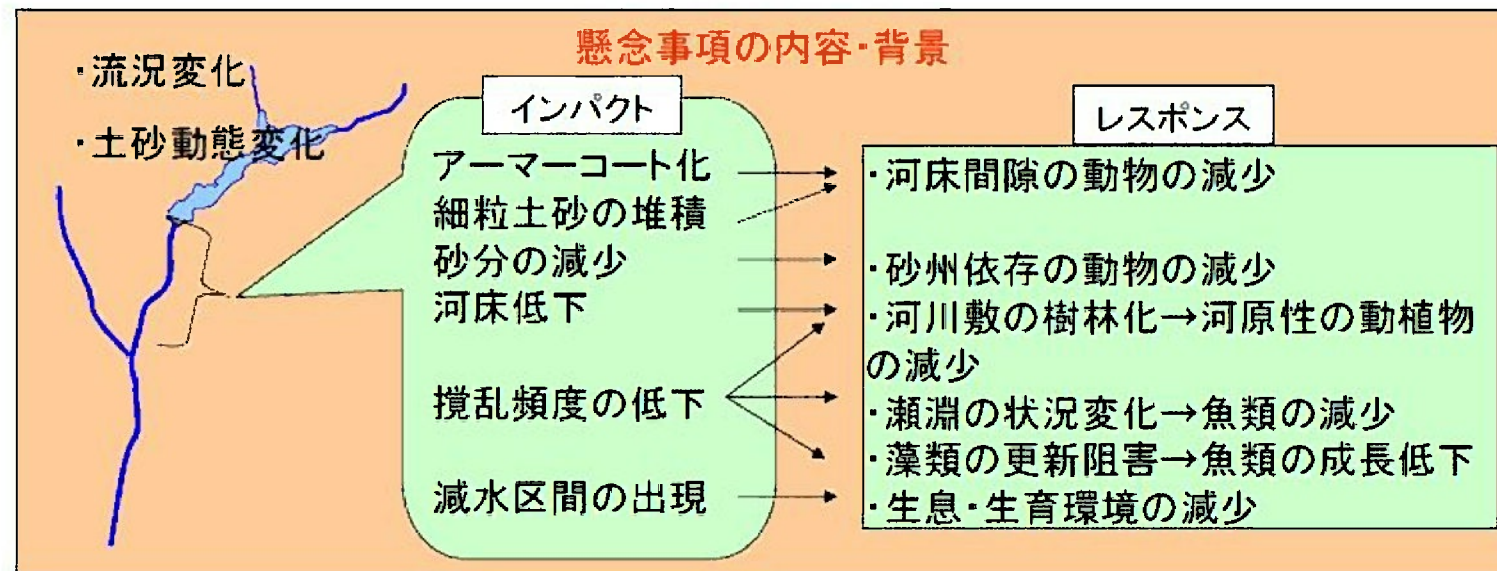 懸念事項の内容・背景
・流況変化
・土砂動態変化
インパクト
アーマーコート化
細粒土砂の堆積
砂分の減少
河床低下
撹乱頻度の低下
減水区間の出現
レスポンス
・河床間隙の動物の減少
・砂州依存の動物の減少
・河川敷の樹林化→河原性の動植物
の減少
・瀬淵の状況変化→魚類の減少
・藻類の更新阻害→魚類の成長低下
・生息・生育環境の減少